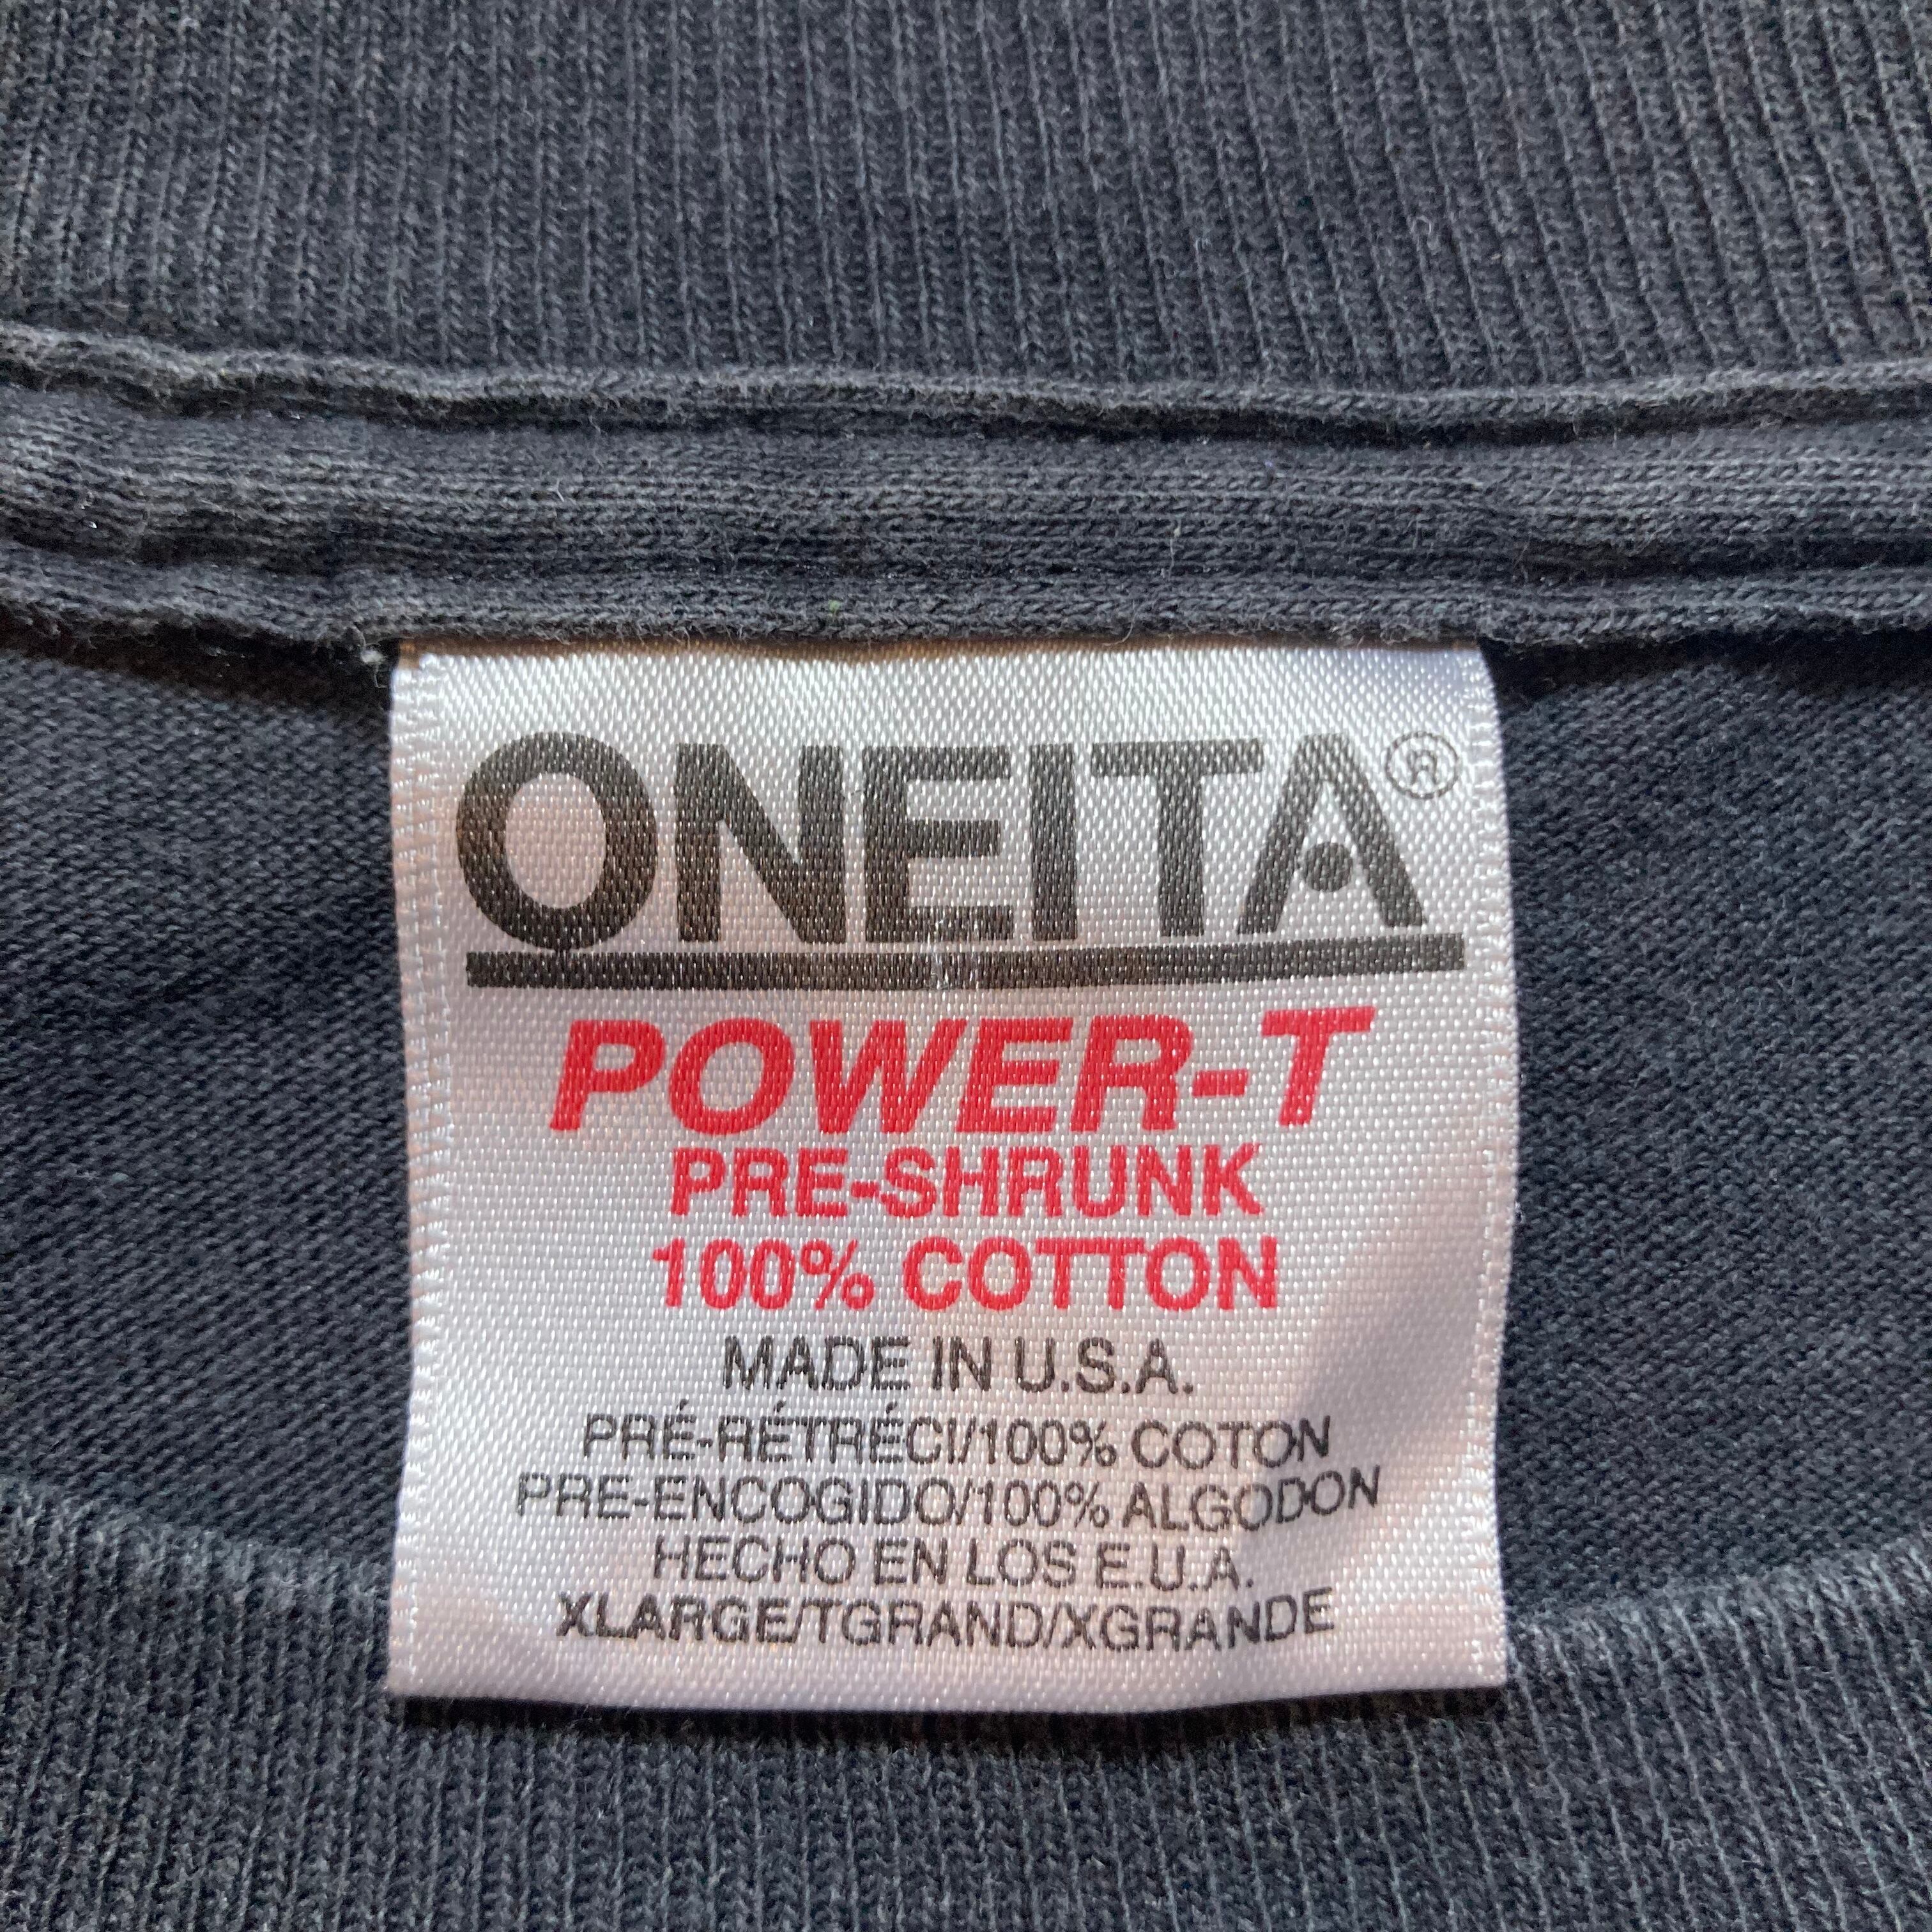 ONEITA®
POWER-T
PRE-SHRUNK
100% COTTON
MADE IN U.S.A.
PRÉ-RÉTRÉCI/100% COTON
PRE-ENCOGIDO/100% ALGODON
HECHO EN LOS E.U.A.
XLARGE/TGRAND/XGRANDE